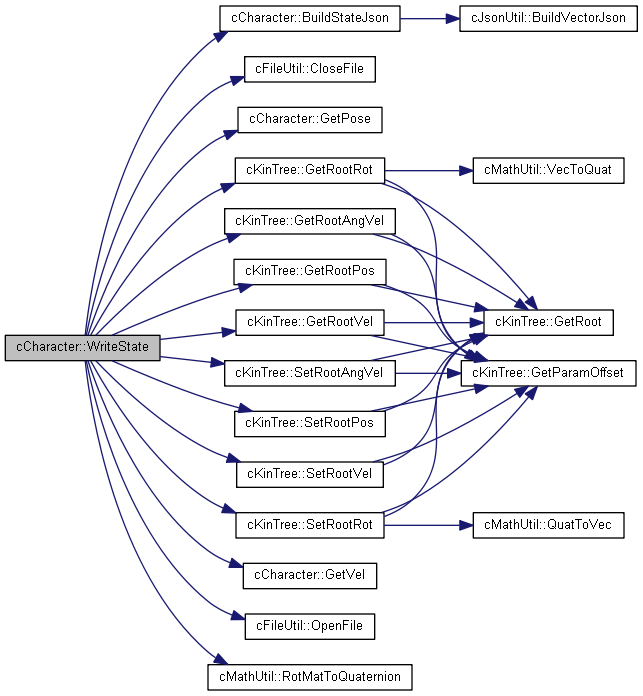 cCharacter::WriteState
cCharacter::BuildStateJson
cJsonUtil::BuildVectorJson
cFileUtil::CloseFile
cCharacter::GetPose
cKinTree::GetRootRot
cMathUtil::VecToQuat
cKinTree::GetRootAngVel
cKinTree::GetRootPos
cKinTree::GetRootVel
cKinTree::GetRoot
cKinTree::SetRootAngVel
cKinTree::GetParamOffset
cKinTree::SetRootPos
cKinTree::SetRootVel
cKinTree::SetRootRot
cMathUtil::QuatToVec
cCharacter::GetVel
cFileUtil::OpenFile
cMathUtil::RotMatToQuaternion